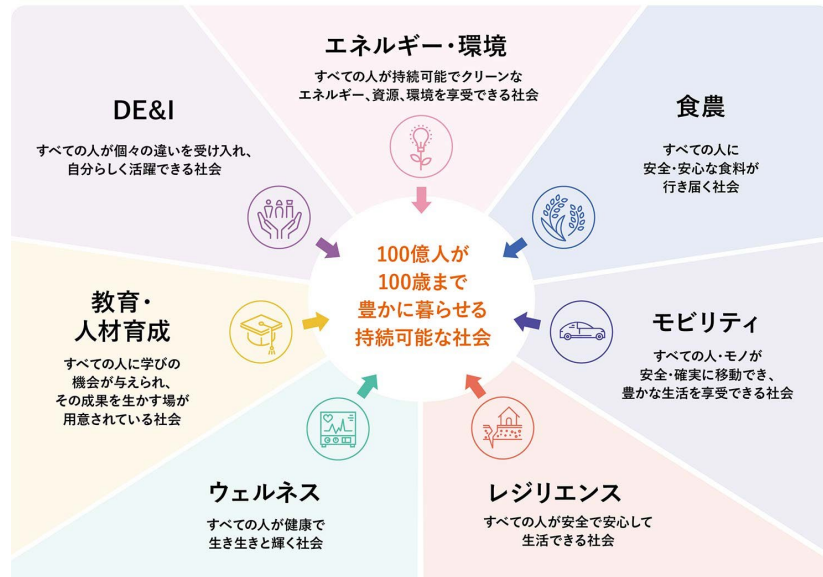 エネルギー・環境
すべての人が持続可能でクリーンな
エネルギー、資源、環境を享受できる社会
食農
すべての人に
安全・安心な食料が
行き届く社会
モビリティ
すべての人・モノが
安全・確実に移動でき、
豊かな生活を享受できる社会
レジリエンス
すべての人が安全で安心して
生活できる社会
ウェルネス
すべての人が健康で
生き生きと輝く社会
教育・
人材育成
すべての人に学びの
機会が与えられ、
その成果を生かす場が
用意されている社会
DE&I
すべての人が個々の違いを受け入れ、
自分らしく活躍できる社会
100億人が
100歳まで
豊かに暮らせる
持続可能な社会